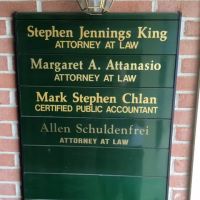 Stephen Jennings King
ATTORNEY AT LAW
Margaret A. Attanasio
ATTORNEY AT LAW
Mark Stephen Chlan
CERTIFIED PUBLIC ACCOUNTANT
Allen Schuldenfrei
ATTORNEY AT LAW